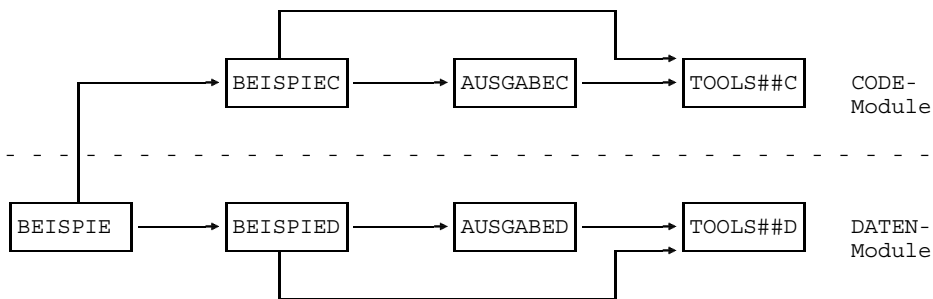 BEISPIEC AUSGABEC TOOLS##C CODE-
Module
BEISPIE BEISPIED AUSGABED TOOLS##D DATEN-
Module